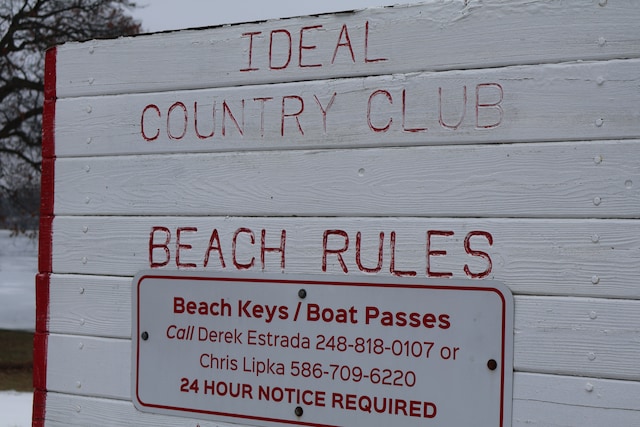 IDEAL
COUNTRY CLUB
BEACH RULES
Beach Keys / Boat Passes
Call Derek Estrada 248-818-0107 or
Chris Lipka 586-709-6220
24 HOUR NOTICE REQUIRED